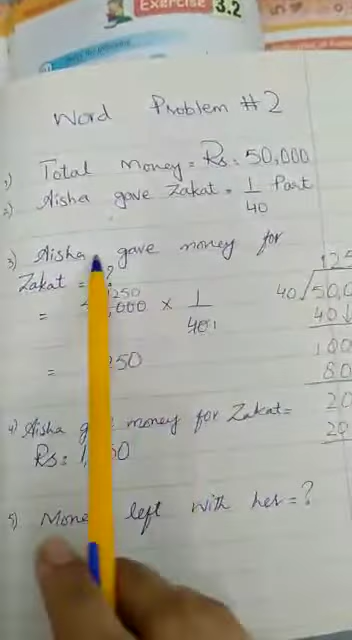 Exercise 3.2
Word Problem #2
1) Total Money = Rs: 50,000
2) Aisha gave Zakat = 1/40 Part
3) Aisha gave money for
Zakat = ?
1250
= ,000 × 1/40
= 250
4) Aisha money for Zakat =
Rs: 1, 50
5) Mone left with her = ?
125
40 50,0
40
100
80
20
20